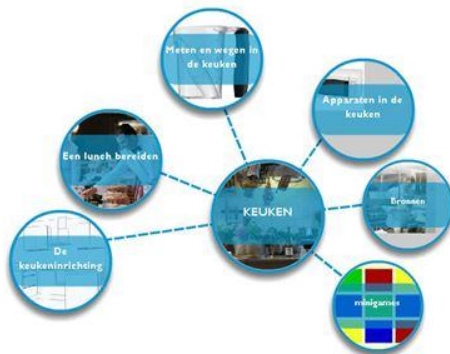 Meten en wegen in
de keuken
Apparaten in de
keuken
Een lunch bereiden
KEUKEN
Bronnen
De
keukeninrichting
minigames